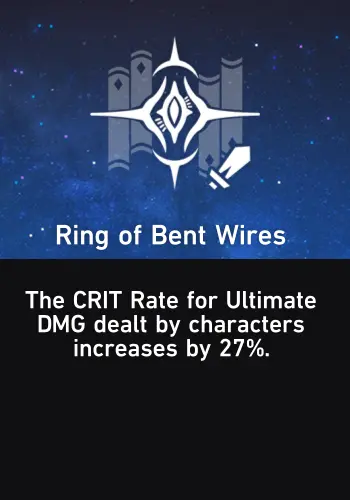 Ring of Bent Wires
The CRIT Rate for Ultimate
DMG dealt by characters
increases by 27%.